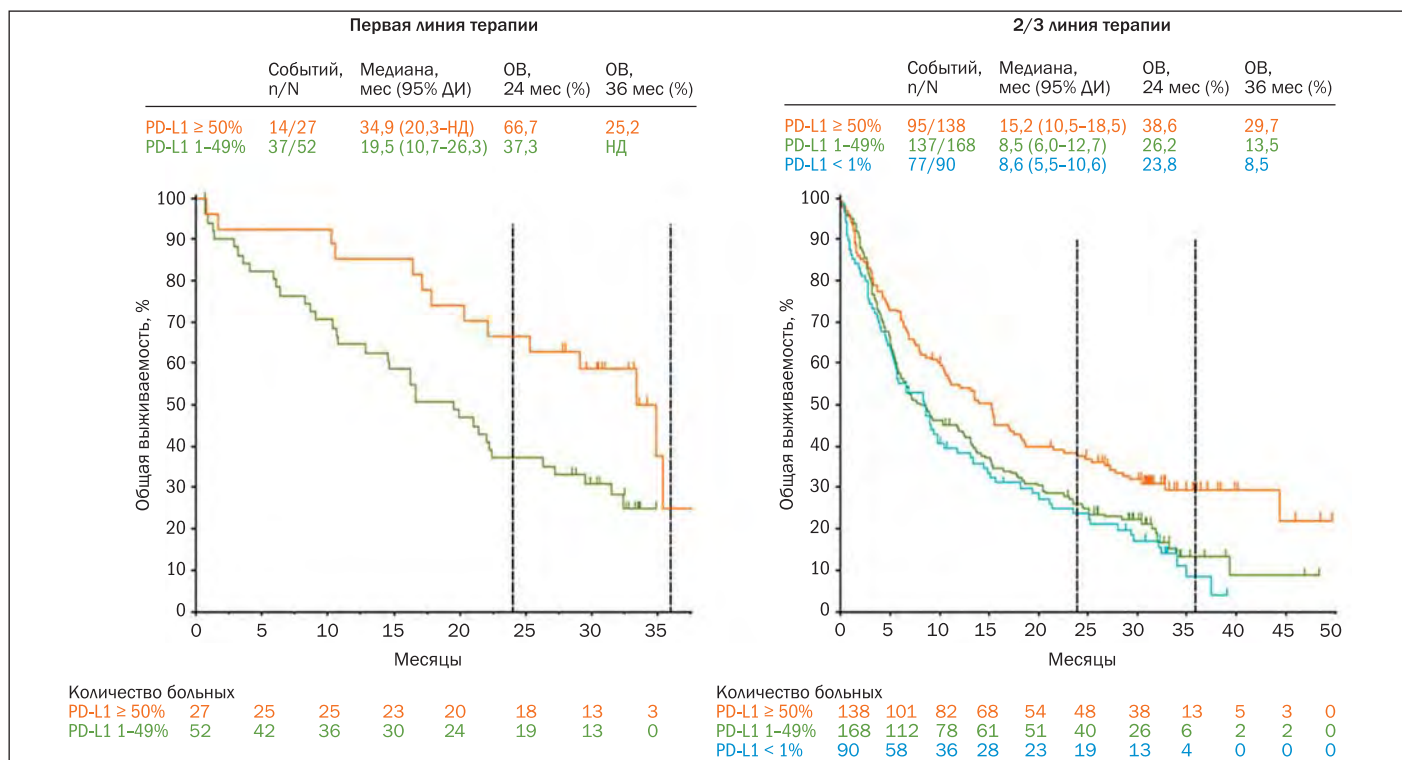 Первая линия терапии
Событий, Медиана, ОВ, ОВ,
n/N мес (95% ДИ) 24 мес (%) 36 мес (%)
PD-L1 ≥ 50% 14/27 34,9 (20,3–НД) 66,7 25,2
PD-L1 1–49% 37/52 19,5 (10,7–26,3) 37,3 НД
100
90
80
70
60
50
40
30
20
10
0
Общая выживаемость, %
0 5 10 15 20 25 30 35
Месяцы
Количество больных
PD-L1 ≥ 50% 27 25 25 23 20 18 13 3
PD-L1 1–49% 52 42 36 30 24 19 13 0
2/3 линия терапии
Событий, Медиана, ОВ, ОВ,
n/N мес (95% ДИ) 24 мес (%) 36 мес (%)
PD-L1 ≥ 50% 95/138 15,2 (10,5–18,5) 38,6 29,7
PD-L1 1–49% 137/168 8,5 (6,0–12,7) 26,2 13,5
PD-L1 < 1% 77/90 8,6 (5,5–10,6) 23,8 8,5
100
90
80
70
60
50
40
30
20
10
0
Общая выживаемость, %
0 5 10 15 20 25 30 35 40 45 50
Месяцы
Количество больных
PD-L1 ≥ 50% 138 101 82 68 54 48 38 13 5 3 0
PD-L1 1–49% 168 112 78 61 51 40 26 6 2 2 0
PD-L1 < 1% 90 58 36 28 23 19 13 4 0 0 0